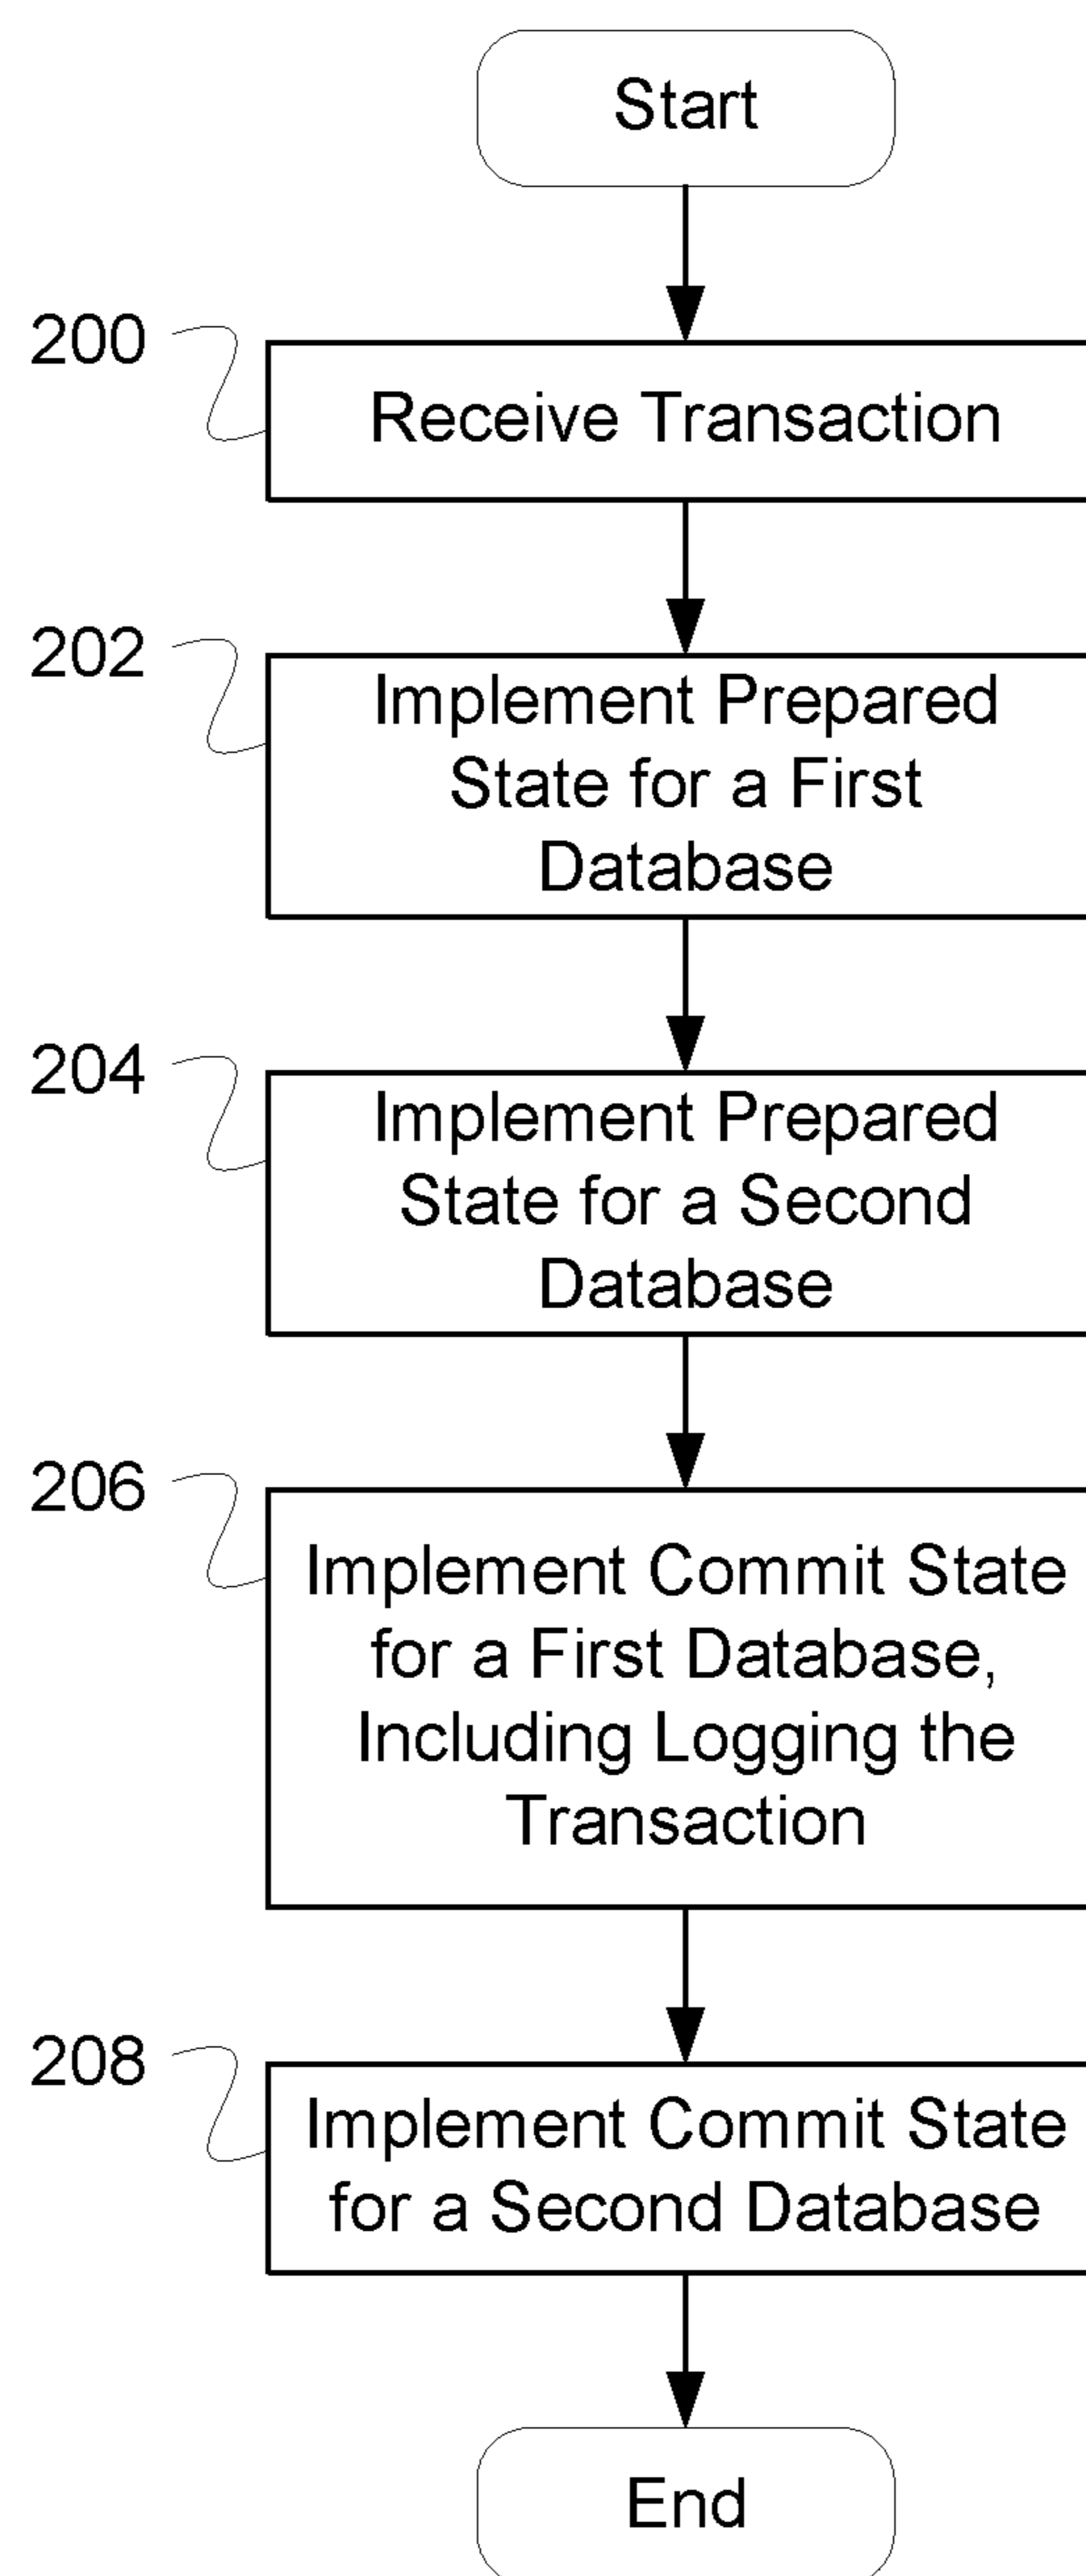 Start
200
Receive Transaction
202
Implement Prepared
State for a First
Database
204
Implement Prepared
State for a Second
Database
206
Implement Commit State
for a First Database,
Including Logging the
Transaction
208
Implement Commit State
for a Second Database
End